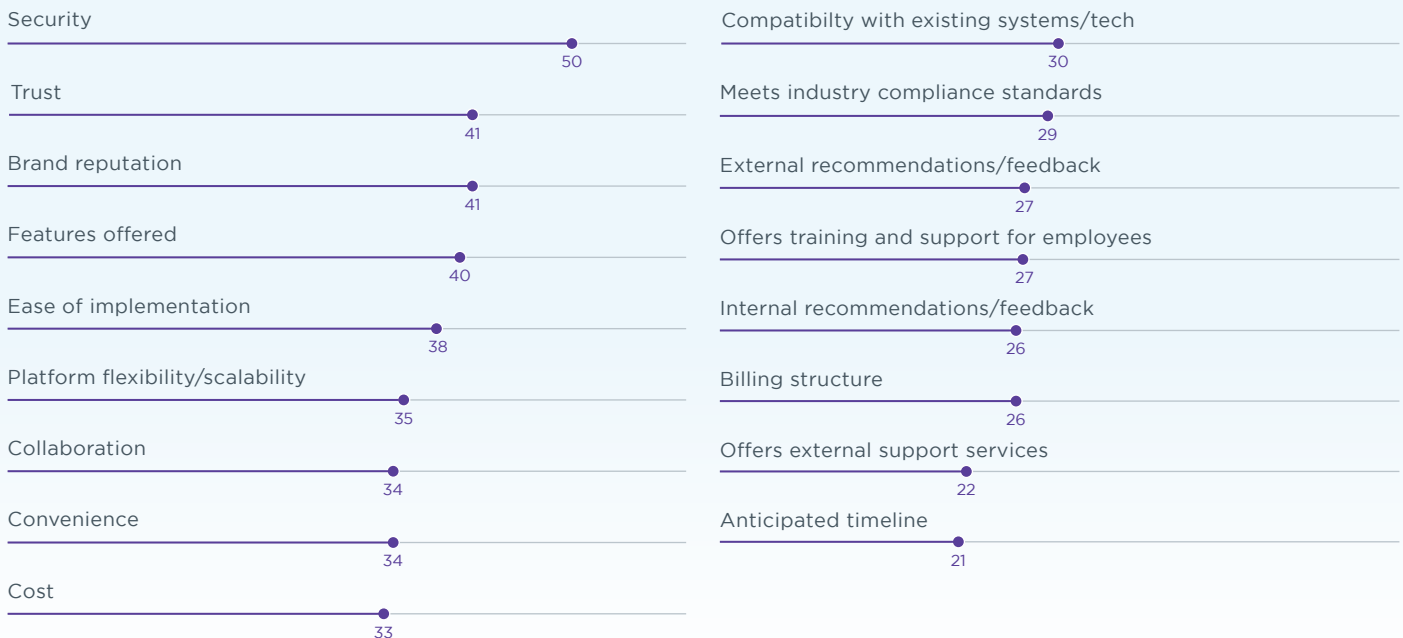 Security
50
Trust
41
Brand reputation
41
Features offered
40
Ease of implementation
38
Platform flexibility/scalability
35
Collaboration
34
Convenience
34
Cost
33
Compatibilty with existing systems/tech
30
Meets industry compliance standards
29
External recommendations/feedback
27
Offers training and support for employees
27
Internal recommendations/feedback
26
Billing structure
26
Offers external support services
22
Anticipated timeline
21